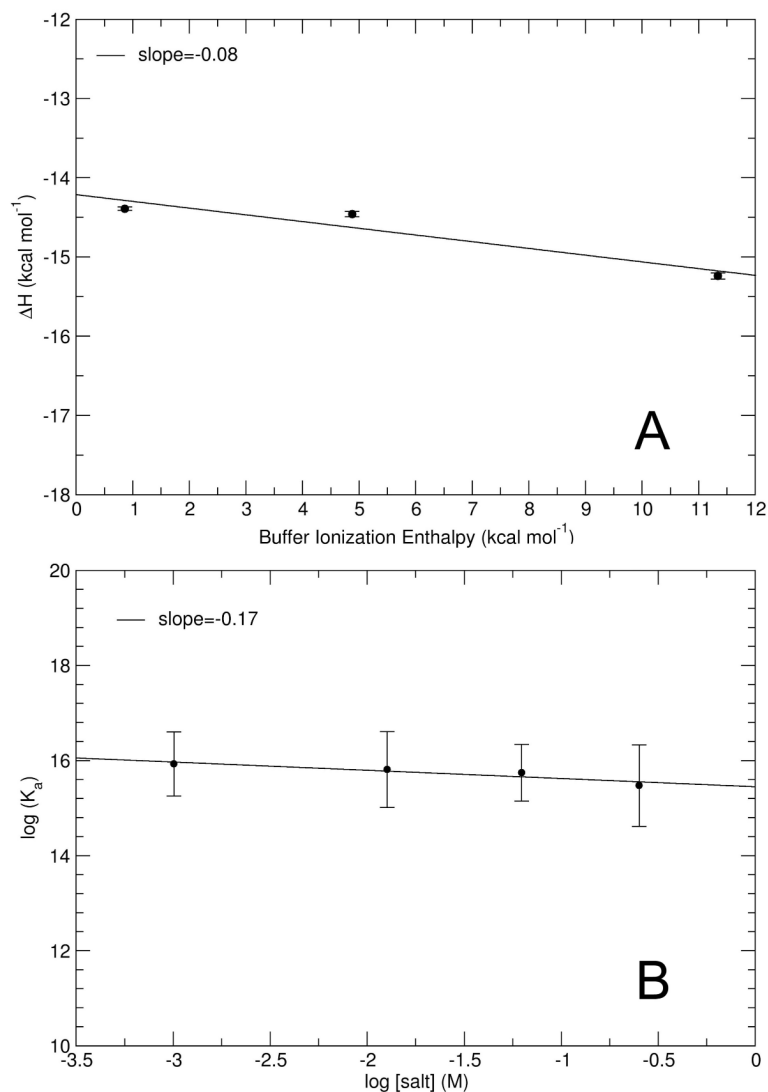 -12
slope=-0.08
-13
-14
-15
-16
-17
-18
ΔH (kcal mol⁻¹)
A
0 1 2 3 4 5 6 7 8 9 10 11 12
Buffer Ionization Enthalpy (kcal mol⁻¹)
20
slope=-0.17
18
16
14
12
10
log (Kₐ)
B
-3.5 -3 -2.5 -2 -1.5 -1 -0.5 0
log [salt] (M)